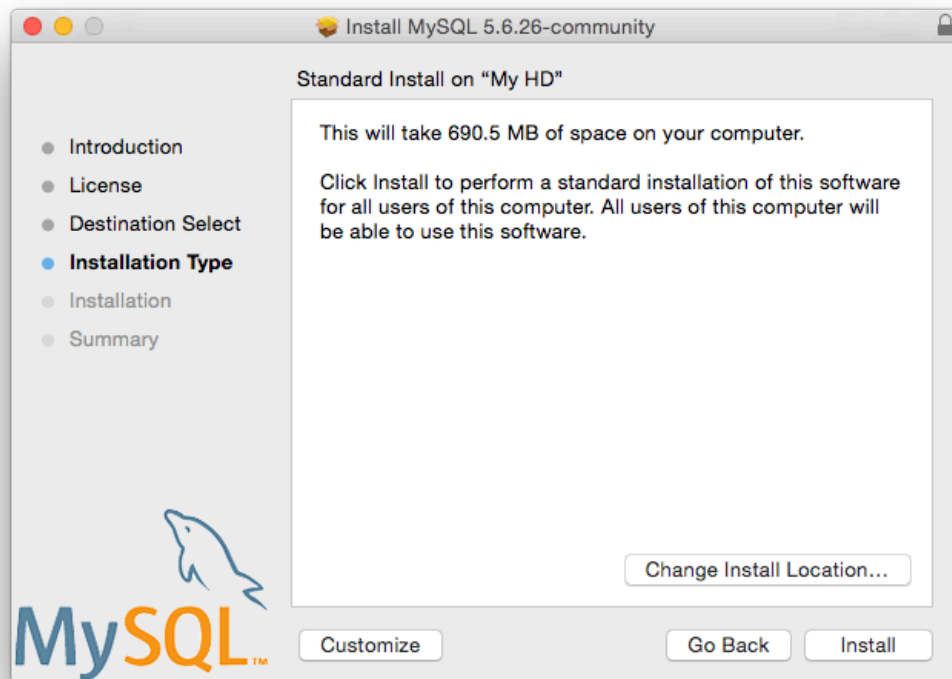 Install MySQL 5.6.26-community
Standard Install on “My HD”
Introduction
License
Destination Select
Installation Type
Installation
Summary
This will take 690.5 MB of space on your computer.
Click Install to perform a standard installation of this software
for all users of this computer. All users of this computer will
be able to use this software.
Change Install Location...
MySQL™
Customize
Go Back
Install